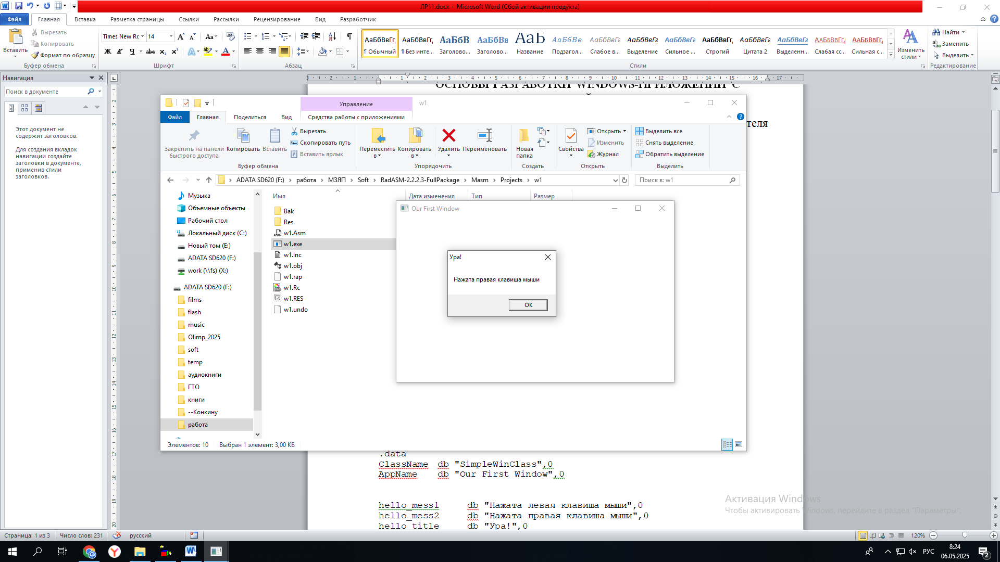 ЛР11.docx - Microsoft Word (Сбой активации продукта)
Файл Главная Вставка Разметка страницы Ссылки Рассылки Рецензирование Вид Разработчик
Вставить
Вырезать
Копировать
Формат по образцу
Буфер обмена
Times New Rc 14
Шрифт
Абзац
АаБбВвГг, АаБбВвГг, АаБбВ АаБбВв АаБ АаБбВв АаБбВвГг АаБбВвГг АаБбВвГг АаБбВвГг, АаБбВвГг АаБбВвГг ААББВВГГ, ААББВВГГ,
¶ Обычный ¶ Без инте... Заголово... Заголово... Название Подзагол... Слабое в... Выделение Сильное ... Строгий Цитата 2 Выделенн... Слабая сс... Сильная с...
Стили
Изменить стили
Найти
Заменить
Выделить
Редактирование
Навигация
Поиск в документе
Этот документ не
содержит заголовков.
Для создания вкладок
навигации создайте
заголовки в документе,
применив стили
заголовков.
ОСНОВЫ РАЗРАБОТКИ WINDOWS-ПРИЛОЖЕНИЙ С
теля
Управление w1
Файл Главная Поделиться Вид Средства работы с приложениями
Закрепить на панели
быстрого доступа
Копировать
Вставить
Вырезать
Скопировать путь
Вставить ярлык
Буфер обмена
Переместить
в
Копировать
в
Удалить
Переименовать
Упорядочить
Новая
папка
Создать
Свойства
Открыть
Изменить
Журнал
Открыть
Выделить все
Снять выделение
Обратить выделение
Выделить
ADATA SD620 (F:) работа МЗЯП Soft RadASM-2.2.2.3-FullPackage Masm Projects w1
Поиск в: w1
Музыка
Объемные объекты
Рабочий стол
Локальный диск (C:)
Новый том (E:)
ADATA SD620 (F:)
work (\\fs) (X:)
ADATA SD620 (F:)
films
flash
music
Olimp_2025
soft
temp
аудиокниги
ГТО
книги
--Конкину
работа
Имя Дата изменения Тип Размер
Bak
Res
w1.Asm
w1.exe
w1.Inc
w1.obj
w1.rap
w1.Rc
w1.RES
w1.undo
Our First Window
Ура!
Нажата правая клавиша мыши
OK
Элементов: 10 Выбран 1 элемент: 3,00 КБ
.data
ClassName db "SimpleWinClass",0
AppName db "Our First Window",0
hello_mess1 db "Нажата левая клавиша мыши",0
hello_mess2 db "Нажата правая клавиша мыши",0
hello_title db "Ура!",0
Активация Windows
Чтобы активировать Windows, перейдите в раздел "Параметры".
Страница: 1 из 3 Число слов: 231 русский 120%
РУС
8:24
06.05.2025
2